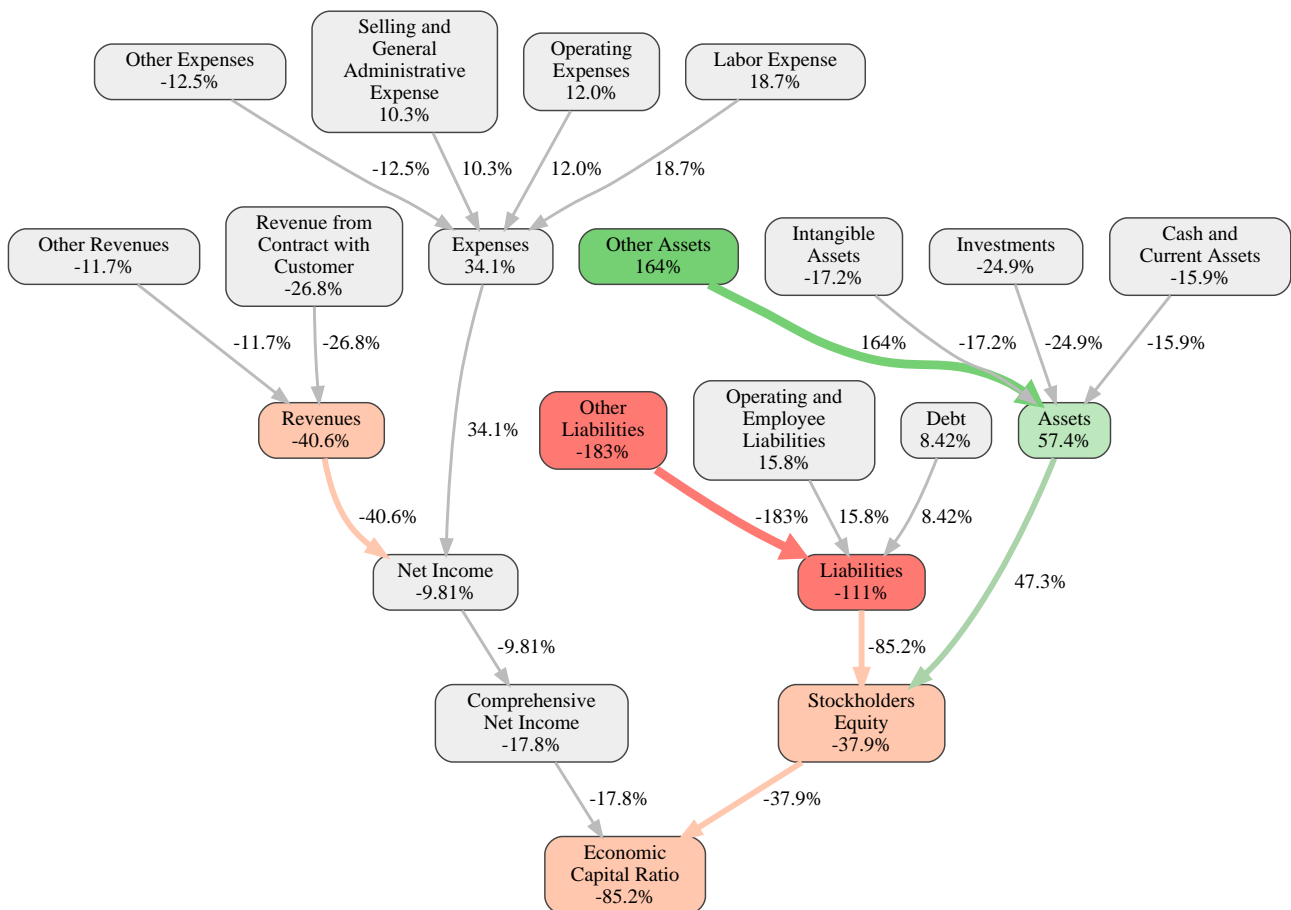 Other Expenses
-12.5%
Selling and
General
Administrative
Expense
10.3%
Operating
Expenses
12.0%
Labor Expense
18.7%
-12.5%
10.3%
12.0%
18.7%
Other Revenues
-11.7%
Revenue from
Contract with
Customer
-26.8%
Expenses
34.1%
Other Assets
164%
Intangible
Assets
-17.2%
Investments
-24.9%
Cash and
Current Assets
-15.9%
-11.7%
-26.8%
164%
-17.2%
-24.9%
-15.9%
Revenues
-40.6%
34.1%
Other
Liabilities
-183%
Operating and
Employee
Liabilities
15.8%
Debt
8.42%
Assets
57.4%
-40.6%
-183%
15.8%
8.42%
Net Income
-9.81%
Liabilities
-111%
47.3%
-9.81%
-85.2%
Comprehensive
Net Income
-17.8%
Stockholders
Equity
-37.9%
-17.8%
-37.9%
Economic
Capital Ratio
-85.2%